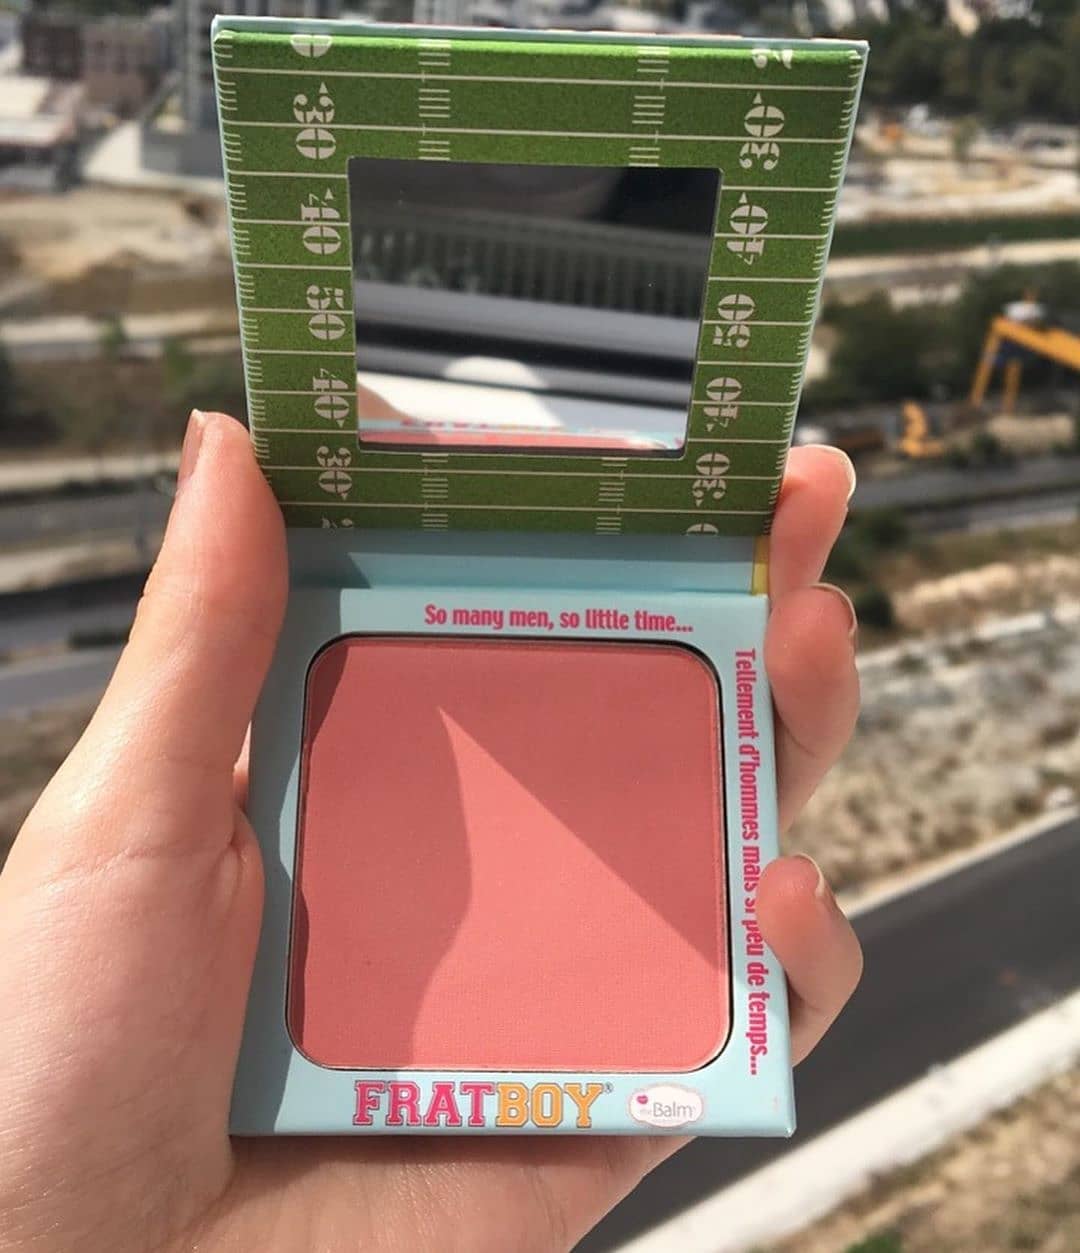 30 30
40 40
50 50
40 40
30 30
So many men, so little time...
Tellement d'hommes mais si peu de temps...
FRATBOY®
theBalm